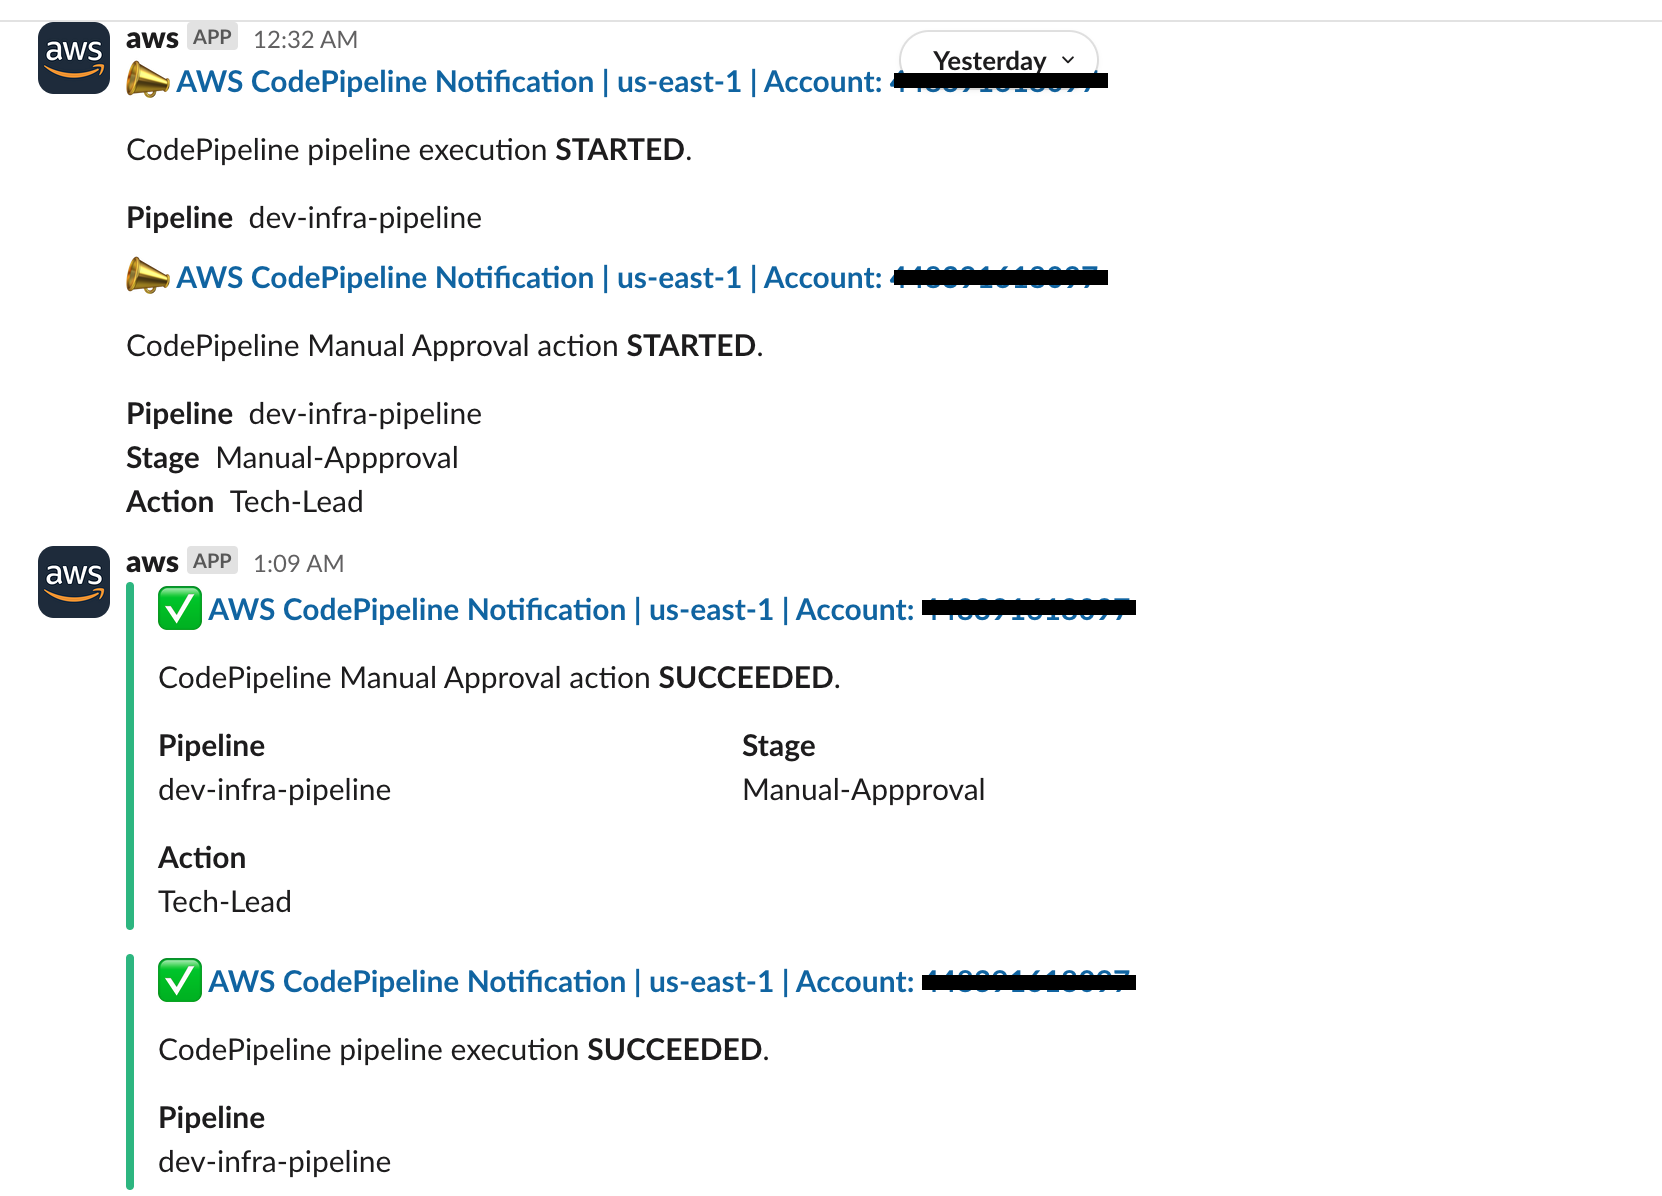 aws
aws APP 12:32 AM
Yesterday
AWS CodePipeline Notification | us-east-1 | Account:
CodePipeline pipeline execution STARTED.
Pipeline dev-infra-pipeline
AWS CodePipeline Notification | us-east-1 | Account:
CodePipeline Manual Approval action STARTED.
Pipeline dev-infra-pipeline
Stage Manual-Appproval
Action Tech-Lead
aws
aws APP 1:09 AM
AWS CodePipeline Notification | us-east-1 | Account:
CodePipeline Manual Approval action SUCCEEDED.
Pipeline Stage
dev-infra-pipeline Manual-Appproval
Action
Tech-Lead
AWS CodePipeline Notification | us-east-1 | Account:
CodePipeline pipeline execution SUCCEEDED.
Pipeline
dev-infra-pipeline